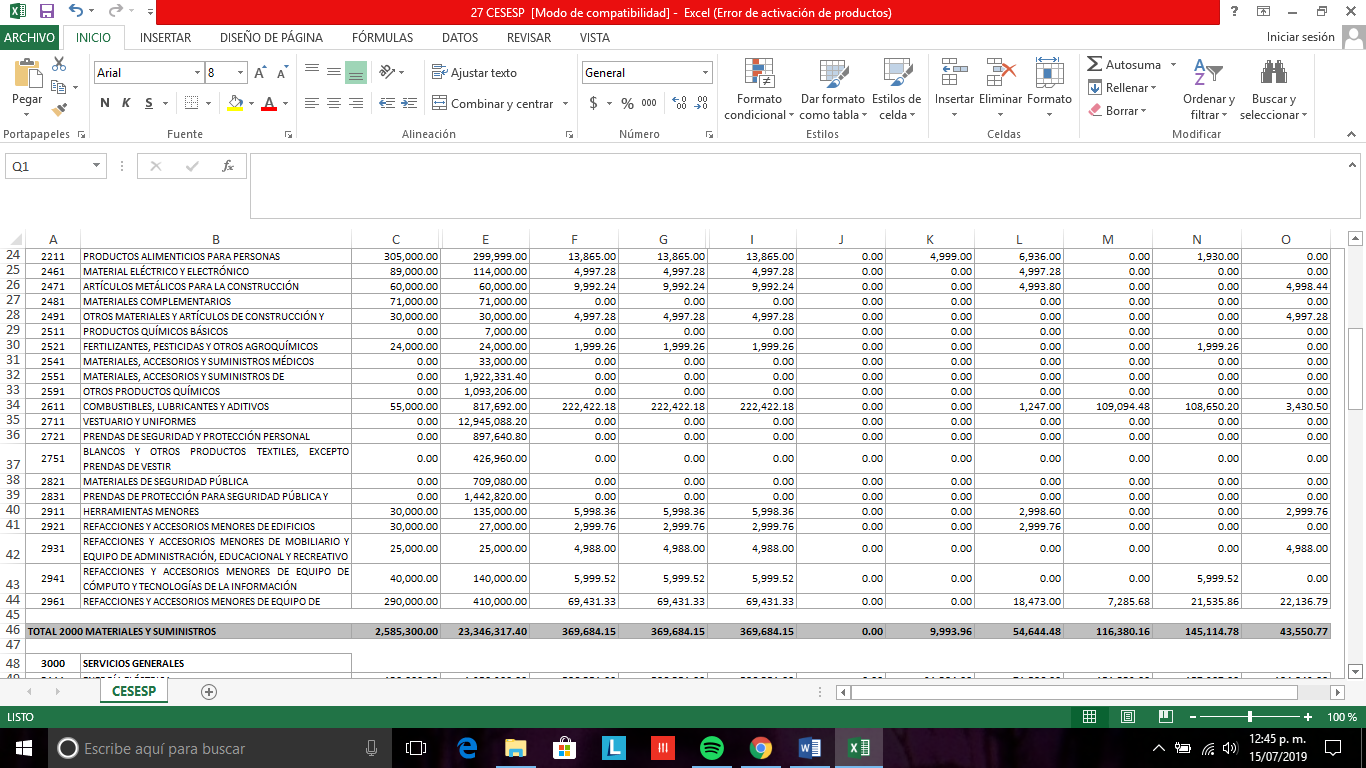 27 CESESP [Modo de compatibilidad] - Excel (Error de activación de productos)
ARCHIVO INICIO INSERTAR DISEÑO DE PÁGINA FÓRMULAS DATOS REVISAR VISTA Iniciar sesión
Pegar Arial 8 Ajustar texto General Formato condicional Dar formato como tabla Estilos de celda Insertar Eliminar Formato Autosuma Rellenar Borrar Ordenar y filtrar Buscar y seleccionar
N K S Combinar y centrar $ % 000
Portapapeles Fuente Alineación Número Estilos Celdas Modificar
Q1 fx
A B C E F G I J K L M N O
24 2211 PRODUCTOS ALIMENTICIOS PARA PERSONAS 305,000.00 299,999.00 13,865.00 13,865.00 13,865.00 0.00 4,999.00 6,936.00 0.00 1,930.00 0.00
25 2461 MATERIAL ELÉCTRICO Y ELECTRÓNICO 89,000.00 114,000.00 4,997.28 4,997.28 4,997.28 0.00 0.00 4,997.28 0.00 0.00 0.00
26 2471 ARTÍCULOS METÁLICOS PARA LA CONSTRUCCIÓN 60,000.00 60,000.00 9,992.24 9,992.24 9,992.24 0.00 0.00 4,993.80 0.00 0.00 4,998.44
27 2481 MATERIALES COMPLEMENTARIOS 71,000.00 71,000.00 0.00 0.00 0.00 0.00 0.00 0.00 0.00 0.00 0.00
28 2491 OTROS MATERIALES Y ARTÍCULOS DE CONSTRUCCIÓN Y 30,000.00 30,000.00 4,997.28 4,997.28 4,997.28 0.00 0.00 0.00 0.00 0.00 4,997.28
29 2511 PRODUCTOS QUÍMICOS BÁSICOS 0.00 7,000.00 0.00 0.00 0.00 0.00 0.00 0.00 0.00 0.00 0.00
30 2521 FERTILIZANTES, PESTICIDAS Y OTROS AGROQUÍMICOS 24,000.00 24,000.00 1,999.26 1,999.26 1,999.26 0.00 0.00 0.00 0.00 1,999.26 0.00
31 2541 MATERIALES, ACCESORIOS Y SUMINISTROS MÉDICOS 0.00 33,000.00 0.00 0.00 0.00 0.00 0.00 0.00 0.00 0.00 0.00
32 2551 MATERIALES, ACCESORIOS Y SUMINISTROS DE 0.00 1,922,331.40 0.00 0.00 0.00 0.00 0.00 0.00 0.00 0.00 0.00
33 2591 OTROS PRODUCTOS QUÍMICOS 0.00 1,093,206.00 0.00 0.00 0.00 0.00 0.00 0.00 0.00 0.00 0.00
34 2611 COMBUSTIBLES, LUBRICANTES Y ADITIVOS 55,000.00 817,692.00 222,422.18 222,422.18 222,422.18 0.00 0.00 1,247.00 109,094.48 108,650.20 3,430.50
35 2711 VESTUARIO Y UNIFORMES 0.00 12,945,088.20 0.00 0.00 0.00 0.00 0.00 0.00 0.00 0.00 0.00
36 2721 PRENDAS DE SEGURIDAD Y PROTECCIÓN PERSONAL 0.00 897,640.80 0.00 0.00 0.00 0.00 0.00 0.00 0.00 0.00 0.00
37 2751 BLANCOS Y OTROS PRODUCTOS TEXTILES, EXCEPTO PRENDAS DE VESTIR 0.00 426,960.00 0.00 0.00 0.00 0.00 0.00 0.00 0.00 0.00 0.00
38 2821 MATERIALES DE SEGURIDAD PÚBLICA 0.00 709,080.00 0.00 0.00 0.00 0.00 0.00 0.00 0.00 0.00 0.00
39 2831 PRENDAS DE PROTECCIÓN PARA SEGURIDAD PÚBLICA Y 0.00 1,442,820.00 0.00 0.00 0.00 0.00 0.00 0.00 0.00 0.00 0.00
40 2911 HERRAMIENTAS MENORES 30,000.00 135,000.00 5,998.36 5,998.36 5,998.36 0.00 0.00 2,998.60 0.00 0.00 2,999.76
41 2921 REFACCIONES Y ACCESORIOS MENORES DE EDIFICIOS 30,000.00 27,000.00 2,999.76 2,999.76 2,999.76 0.00 0.00 2,999.76 0.00 0.00 0.00
42 2931 REFACCIONES Y ACCESORIOS MENORES DE MOBILIARIO Y EQUIPO DE ADMINISTRACIÓN, EDUCACIONAL Y RECREATIVO 25,000.00 25,000.00 4,988.00 4,988.00 4,988.00 0.00 0.00 0.00 0.00 0.00 4,988.00
43 2941 REFACCIONES Y ACCESORIOS MENORES DE EQUIPO DE CÓMPUTO Y TECNOLOGÍAS DE LA INFORMACIÓN 40,000.00 140,000.00 5,999.52 5,999.52 5,999.52 0.00 0.00 0.00 0.00 5,999.52 0.00
44 2961 REFACCIONES Y ACCESORIOS MENORES DE EQUIPO DE 290,000.00 410,000.00 69,431.33 69,431.33 69,431.33 0.00 0.00 18,473.00 7,285.68 21,535.86 22,136.79
45
46 TOTAL 2000 MATERIALES Y SUMINISTROS 2,585,300.00 23,346,317.40 369,684.15 369,684.15 369,684.15 0.00 9,993.96 54,644.48 116,380.16 145,114.78 43,550.77
47
48 3000 SERVICIOS GENERALES
CESESP
LISTO 100 %
Escribe aquí para buscar
12:45 p. m.
15/07/2019